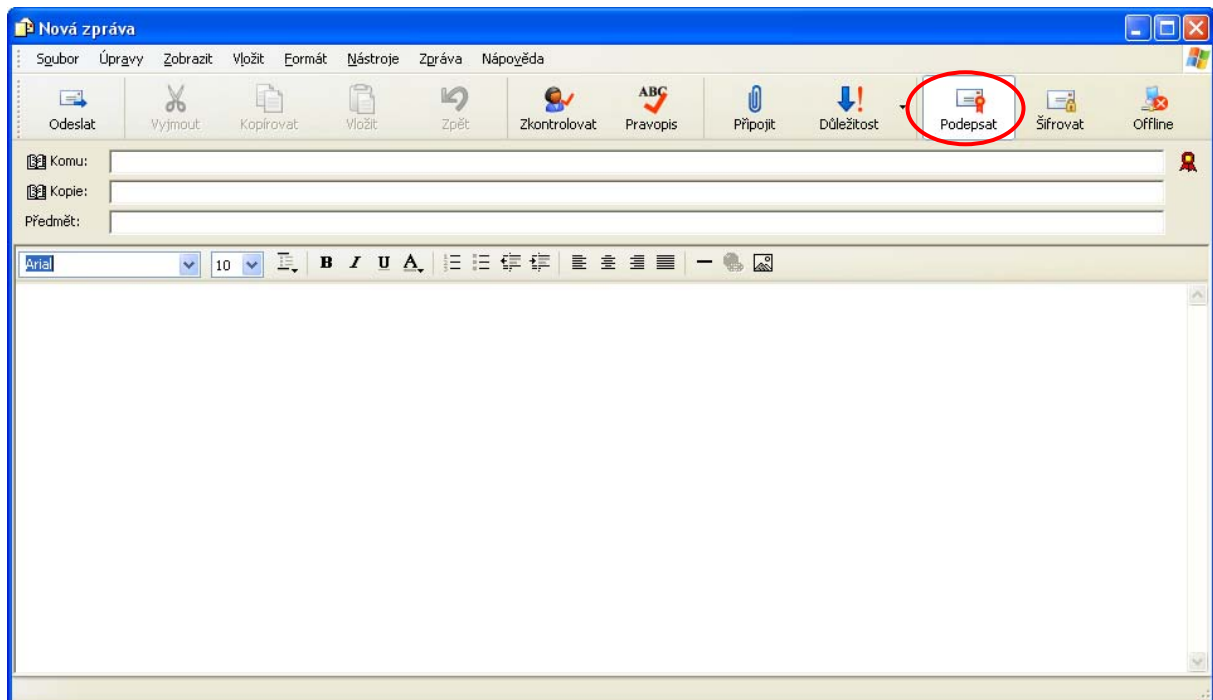 Nová zpráva
Soubor Úpravy Zobrazit Vložit Formát Nástroje Zpráva Nápověda
ABC
Odeslat Vyjmout Kopírovat Vložit Zpět Zkontrolovat Pravopis Připojit Důležitost Podepsat Šifrovat Offline
Komu:
Kopie:
Předmět:
Arial 10 B I U A